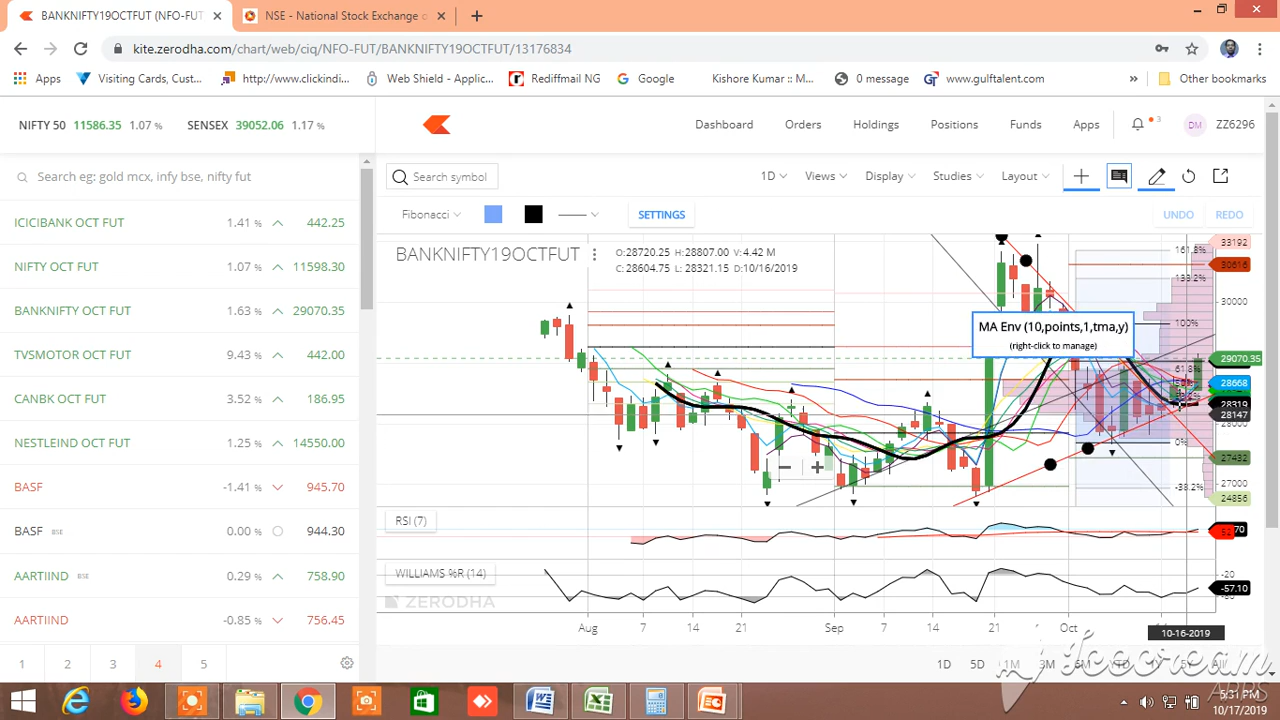 BANKNIFTY19OCTFUT (NFO-FUT
NSE - National Stock Exchange o
kite.zerodha.com/chart/web/ciq/NFO-FUT/BANKNIFTY19OCTFUT/13176834
Apps Visiting Cards, Cust... http://www.clickindi... Web Shield - Applic... Rediffmail NG Google Kishore Kumar :: M... 0 message www.gulftalent.com » Other bookmarks
NIFTY 50 11586.35 1.07 % SENSEX 39052.06 1.17 %
Dashboard Orders Holdings Positions Funds Apps 3 DM ZZ6296
Search eg: gold mcx, infy bse, nifty fut
Search symbol 1D Views Display Studies Layout
Fibonacci SETTINGS UNDO REDO
ICICIBANK OCT FUT 1.41 % 442.25
NIFTY OCT FUT 1.07 % 11598.30
BANKNIFTY OCT FUT 1.63 % 29070.35
TVSMOTOR OCT FUT 9.43 % 442.00
CANBK OCT FUT 3.52 % 186.95
NESTLEIND OCT FUT 1.25 % 14550.00
BASF -1.41 % 945.70
BASF BSE 0.00 % 944.30
AARTIIND BSE 0.29 % 758.90
AARTIIND -0.85 % 756.45
1 2 3 4 5
BANKNIFTY19OCTFUT
O:28720.25 H:28807.00 V:4.42 M
C:28604.75 L: 28321.15 D:10/16/2019
MA Env (10,points,1,tma,y)
(right-click to manage)
161.8%
100%
61.8%
0%
-38.2%
33192
30616
30000
29070.35
28668
28319
28147
28000
27432
27000
24856
RSI (7)
WILLIAMS %R (14)
-20
-57.10
ZERODHA
Aug 7 14 21 Sep 7 14 21 Oct
10-16-2019
1D 5D 1M 3M 6M YTD 1Y 5Y All
Icecream
APPS
5:31 PM
10/17/2019